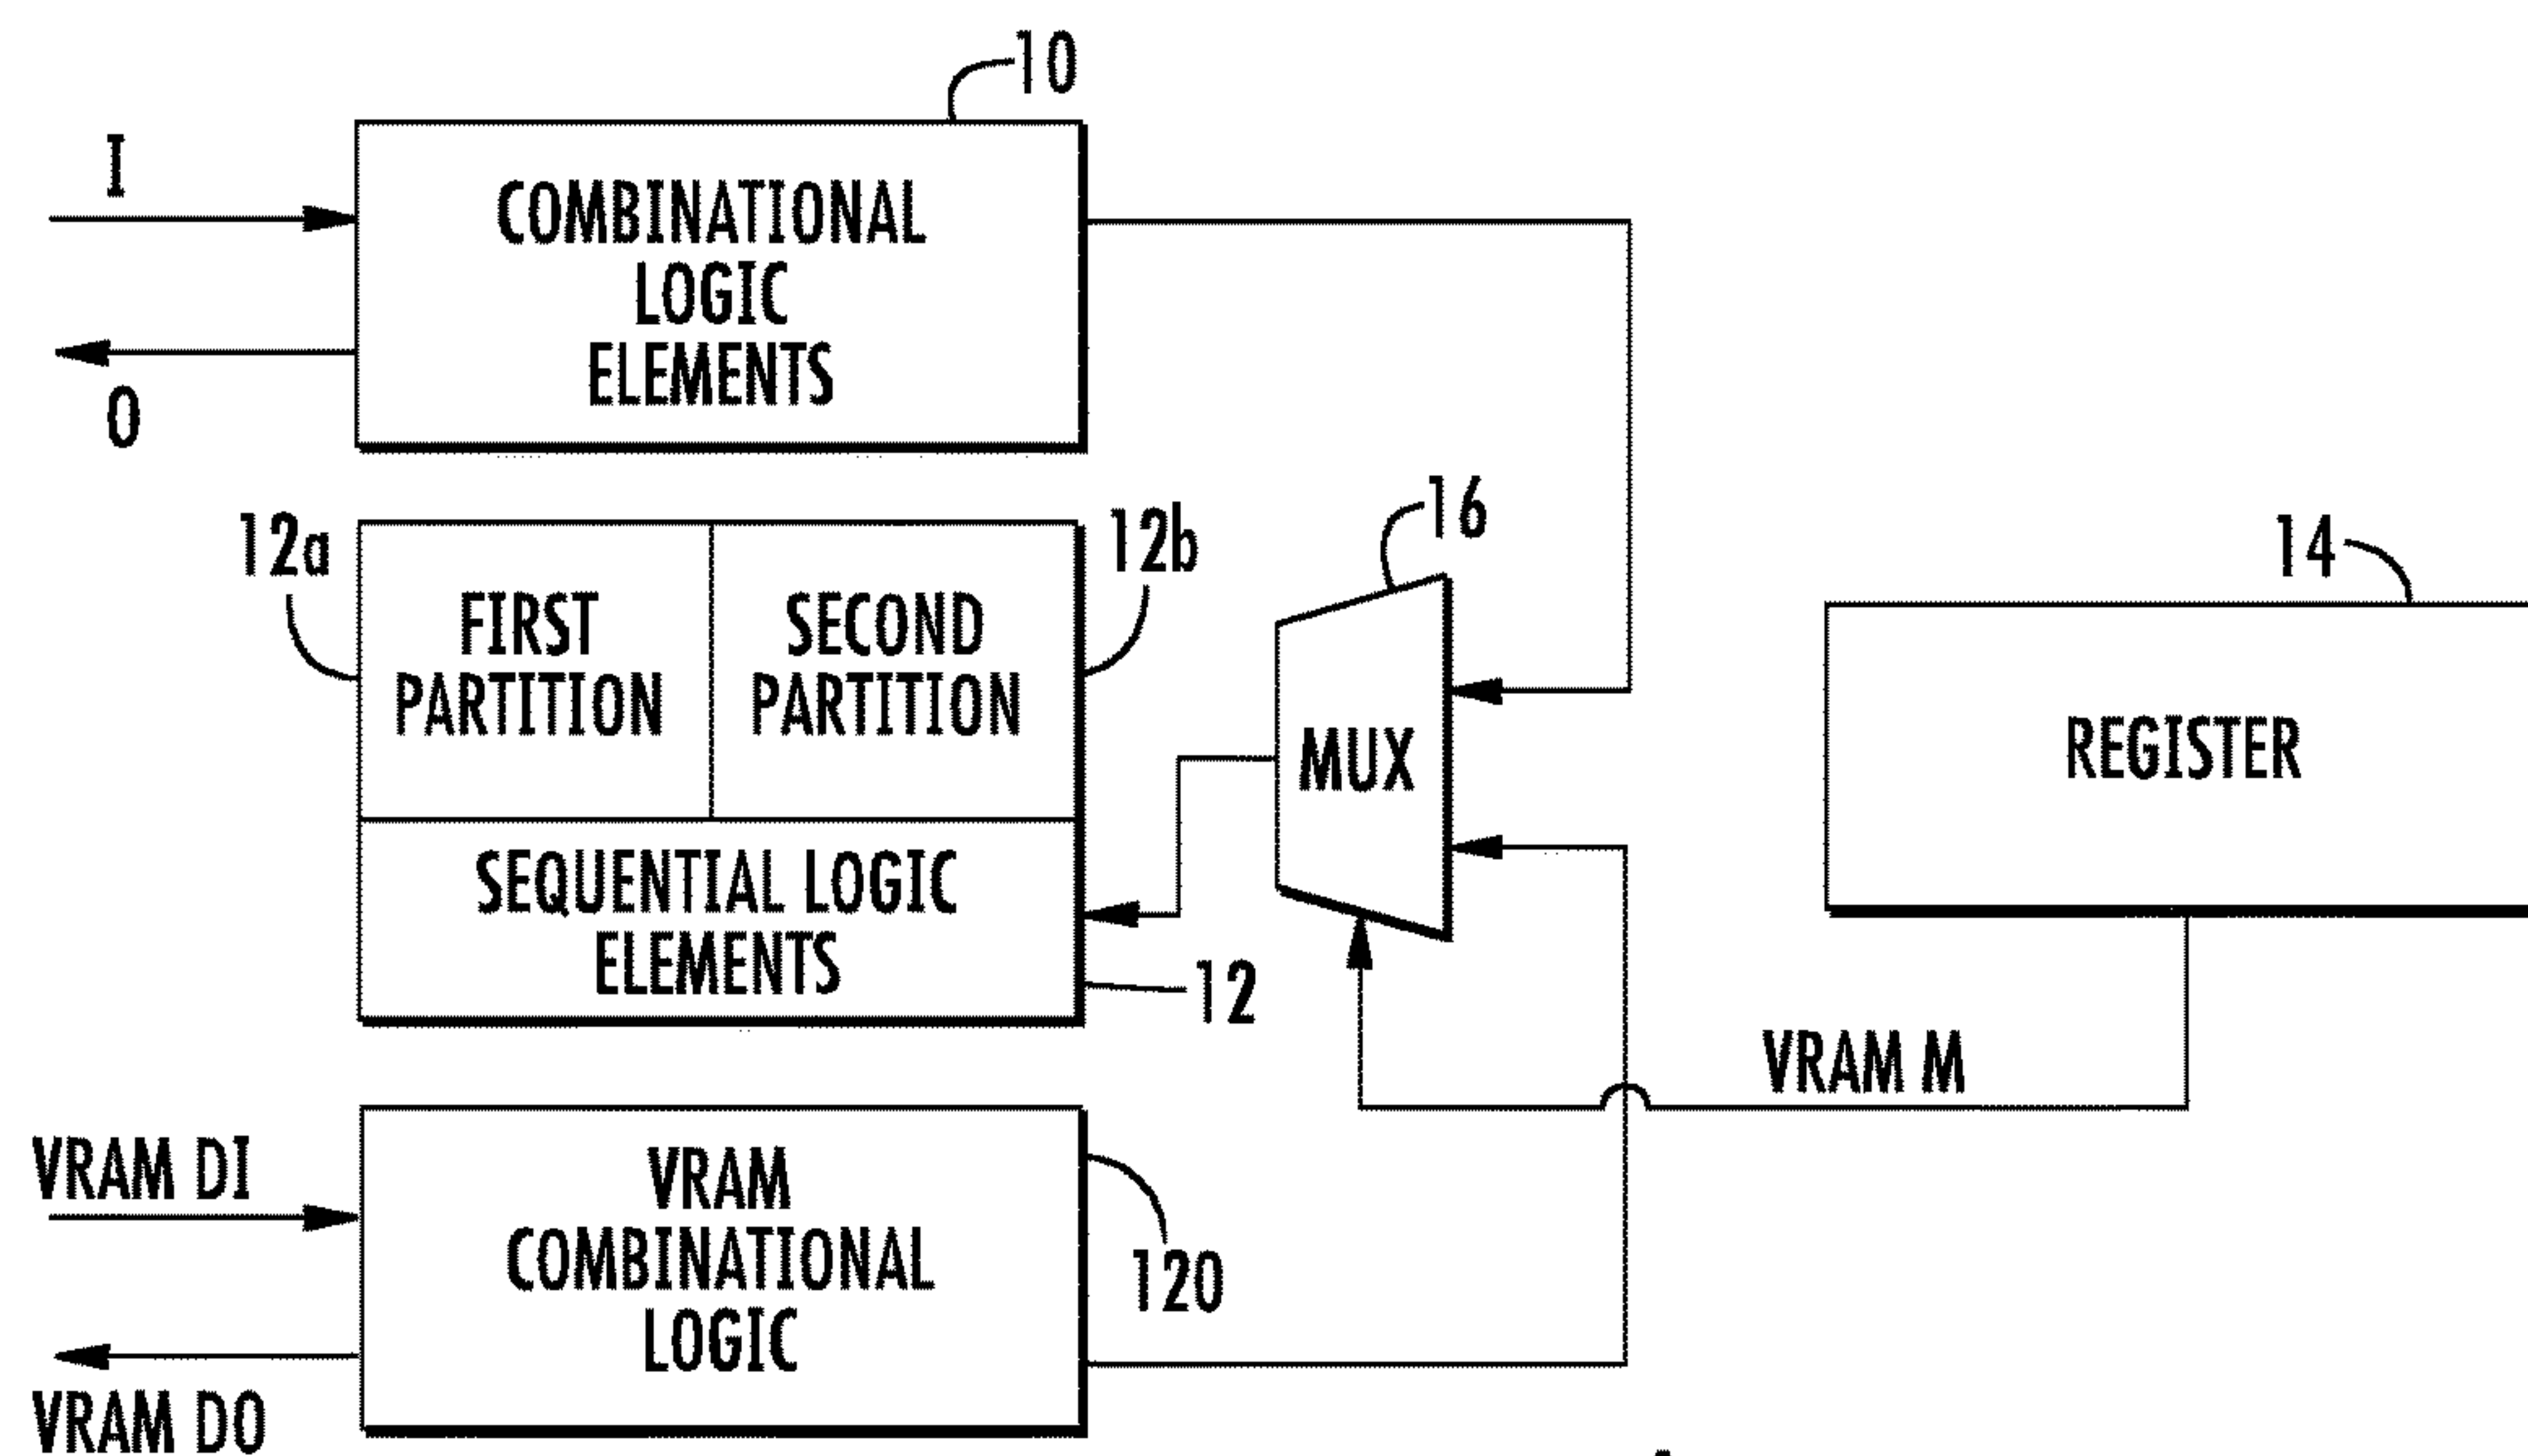 10
I
COMBINATIONAL
LOGIC
ELEMENTS
O
12a
12b
16
14
FIRST
PARTITION
SECOND
PARTITION
MUX
REGISTER
SEQUENTIAL LOGIC
ELEMENTS
12
VRAM M
VRAM DI
VRAM
COMBINATIONAL
LOGIC
120
VRAM DO